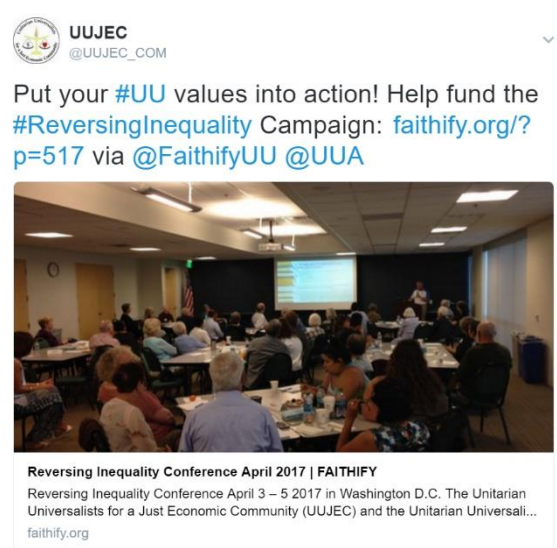 UUJEC
@UUJEC_COM
Put your #UU values into action! Help fund the
#ReversingInequality Campaign: faithify.org/?
p=517 via @FaithifyUU @UUA
Reversing Inequality Conference April 2017 | FAITHIFY
Reversing Inequality Conference April 3 – 5 2017 in Washington D.C. The Unitarian
Universalists for a Just Economic Community (UUJEC) and the Unitarian Universali...
faithify.org